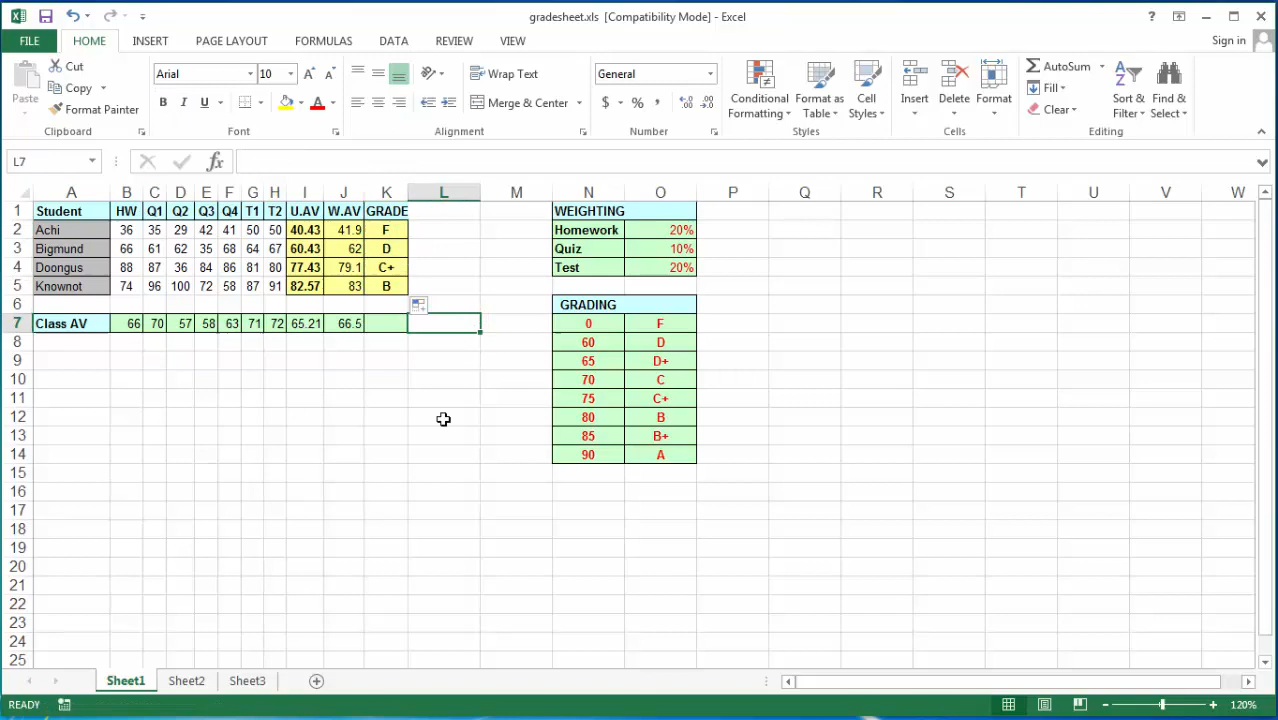 gradesheet.xls [Compatibility Mode] - Excel
FILE HOME INSERT PAGE LAYOUT FORMULAS DATA REVIEW VIEW Sign in
Paste
Cut
Copy
Format Painter
Clipboard
Arial 10
B I U
Font
Wrap Text
Merge & Center
Alignment
General
$ % ,
Number
Conditional Formatting
Format as Table
Cell Styles
Styles
Insert
Delete
Format
Cells
AutoSum
Fill
Clear
Sort & Filter
Find & Select
Editing
L7 fx
A B C D E F G H I J K L M N O P Q R S T U V W
1 Student HW Q1 Q2 Q3 Q4 T1 T2 U.AV W.AV GRADE WEIGHTING
2 Achi 36 35 29 42 41 50 50 40.43 41.9 F Homework 20%
3 Bigmund 66 61 62 35 68 64 67 60.43 62 D Quiz 10%
4 Doongus 88 87 36 84 86 81 80 77.43 79.1 C+ Test 20%
5 Knownot 74 96 100 72 58 87 91 82.57 83 B
6 GRADING
7 Class AV 66 70 57 58 63 71 72 65.21 66.5 0 F
8 60 D
9 65 D+
10 70 C
11 75 C+
12 80 B
13 85 B+
14 90 A
15
16
17
18
19
20
21
22
23
24
25
Sheet1 Sheet2 Sheet3
READY 120%